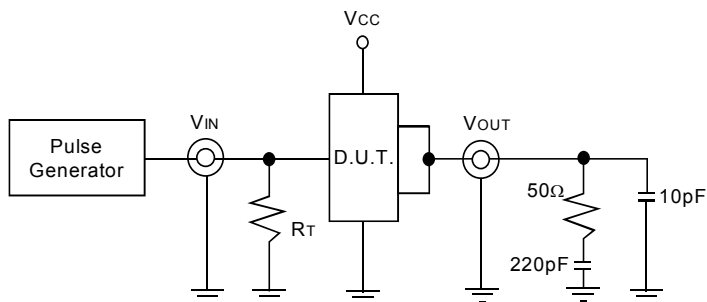 VCC
VIN
VOUT
Pulse
Generator
D.U.T.
RT
50Ω
10pF
220pF